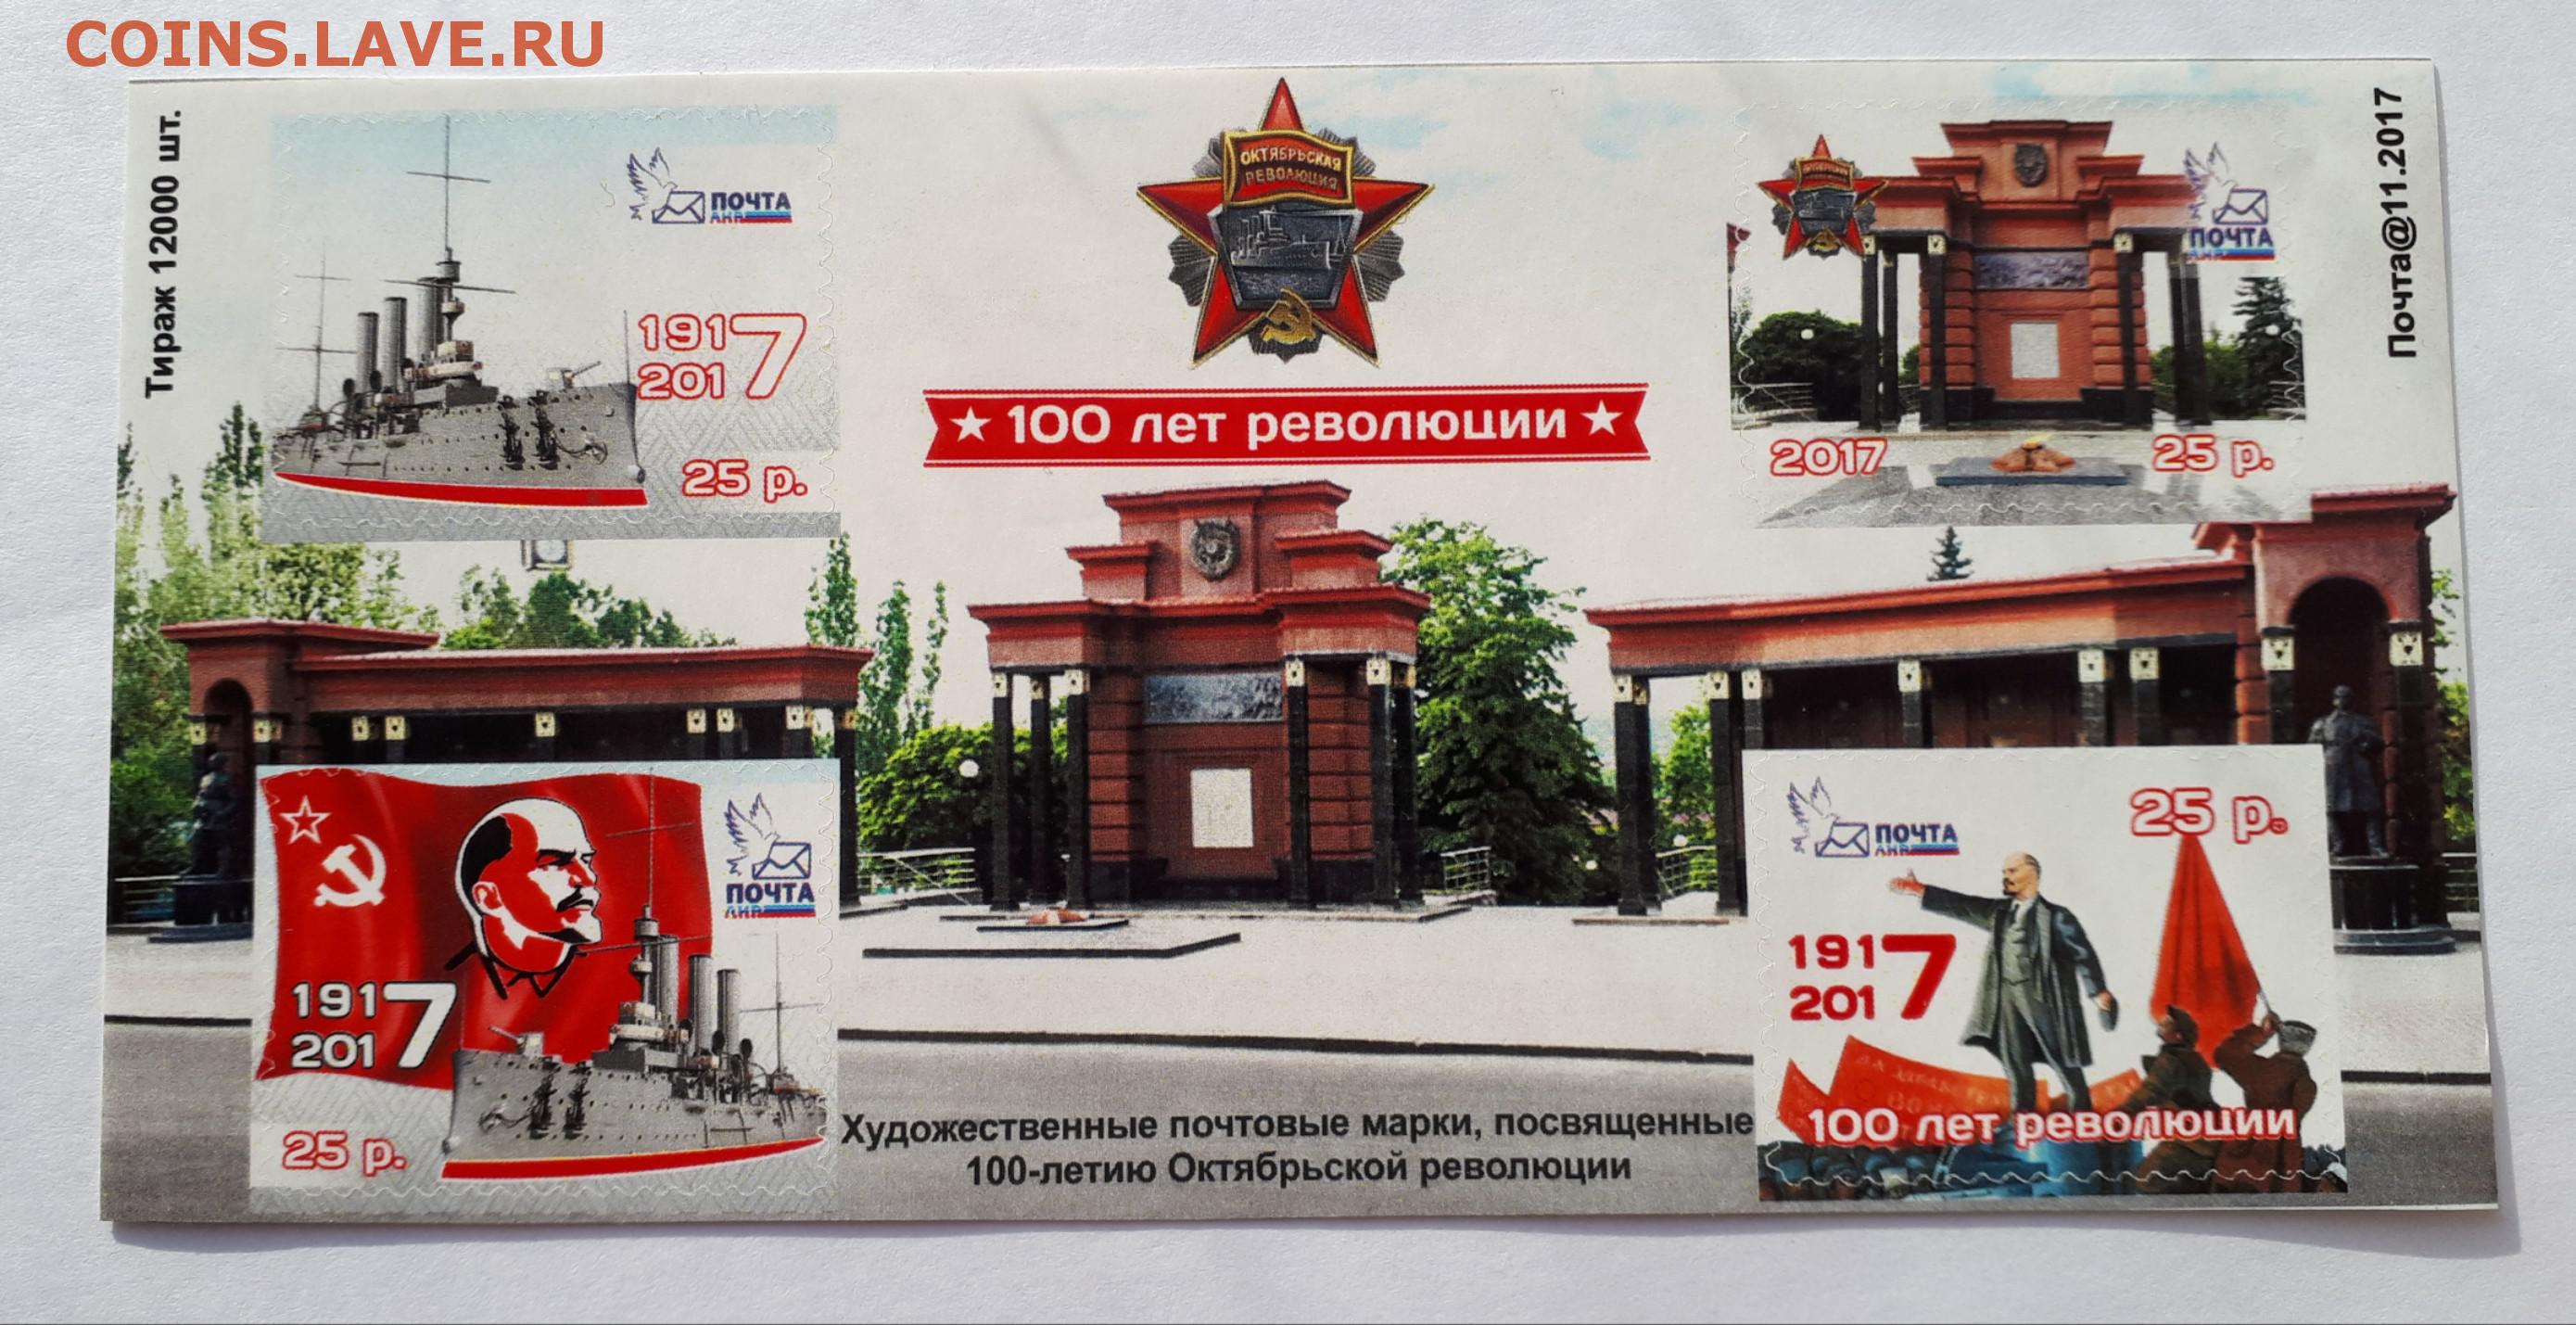 COINS.LAVE.RU
Тираж 12000 шт.
Почта@11.2017
ПОЧТА
ЛНР
1917
2017
25 р.
ОКТЯБРЬСКАЯ
РЕВОЛЮЦИЯ
★ 100 лет революции ★
ПОЧТА
ЛНР
2017
25 р.
ПОЧТА
ЛНР
1917
2017
25 р.
ПОЧТА
ЛНР
25 р.
1917
2017
100 лет революции
Художественные почтовые марки, посвященные
100-летию Октябрьской революции